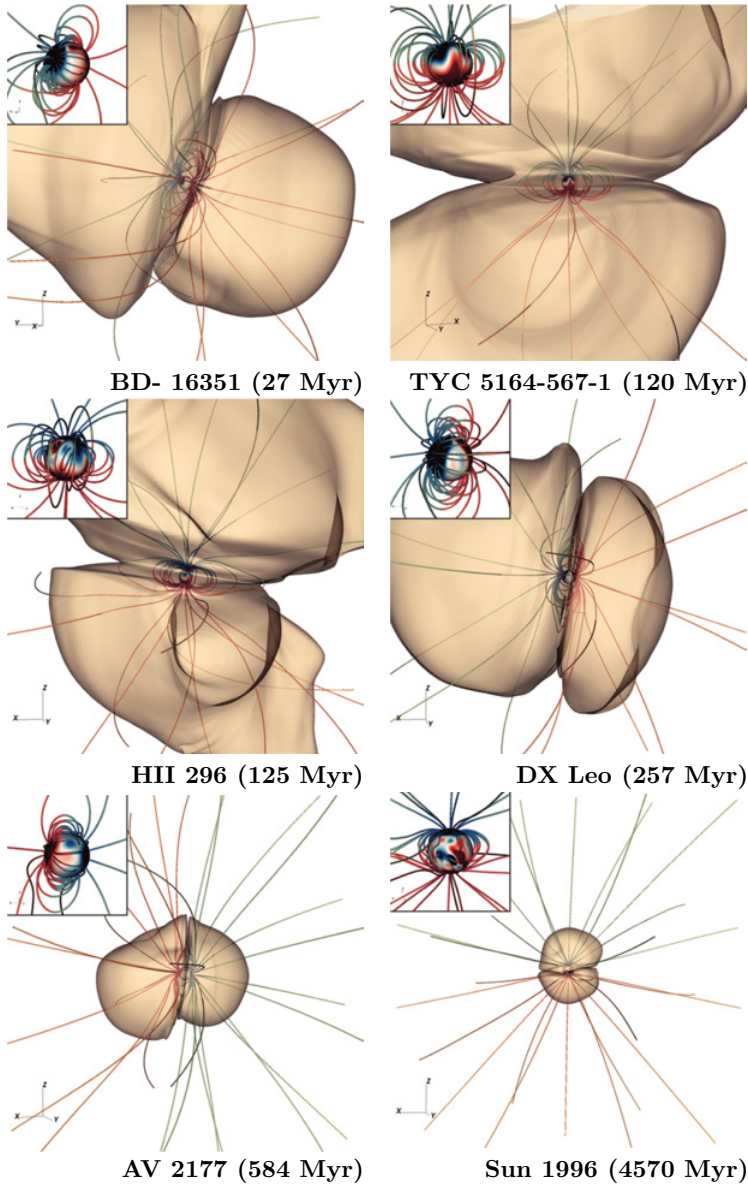 Z
Y X
BD- 16351 (27 Myr)
Z
X
Y
TYC 5164-567-1 (120 Myr)
Z
X Y
HII 296 (125 Myr)
Z
X Y
DX Leo (257 Myr)
Z
X Y
AV 2177 (584 Myr)
Z
X Y
Sun 1996 (4570 Myr)